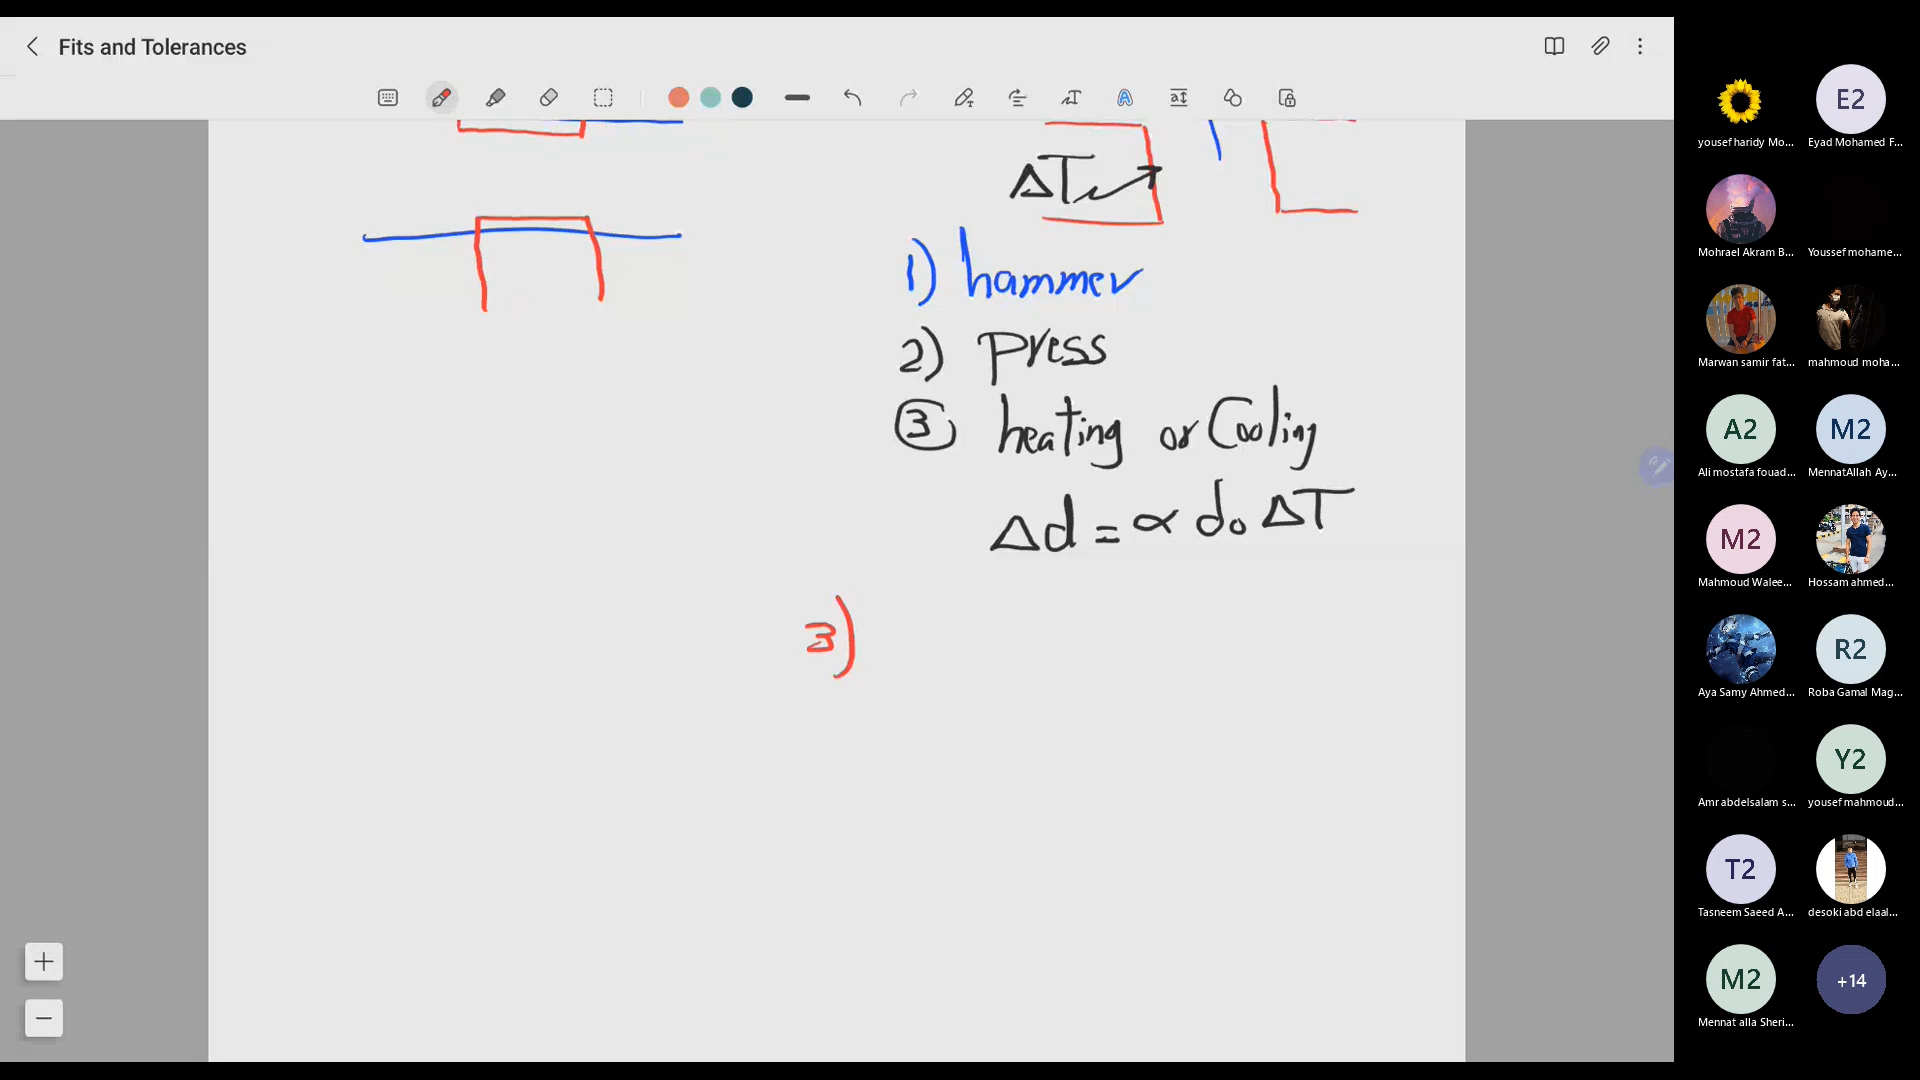 Fits and Tolerances
ΔT
1) hammer
2) Press
③ heating or Cooling
Δd = ∝ do ΔT
3)
yousef haridy Mo...
E2
Eyad Mohamed F...
Mohrael Akram B...
Youssef mohame...
Marwan samir fat...
mahmoud moha...
A2
Ali mostafa fouad...
M2
MennatAllah Ay...
M2
Mahmoud Walee...
Hossam ahmed...
Aya Samy Ahmed...
R2
Roba Gamal Mag...
Amr abdelsalam s...
Y2
yousef mahmoud...
T2
Tasneem Saeed A...
desoki abd elaal...
M2
Mennat alla Sheri...
+14